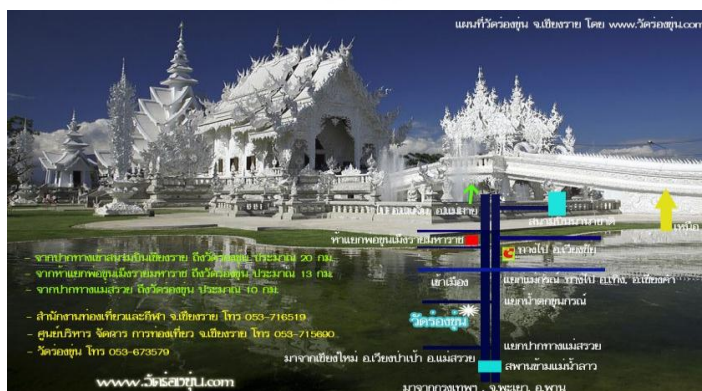 แผนที่วัดร่องขุ่น จ.เชียงราย โดย www.วัดร่องขุ่น.com
ไป อ.แม่จัน อ.แม่สาย
สนามบินนานาชาติ
เหนือ
ห้าแยกพ่อขุนเม็งรายมหาราช
ทางไป อ.เวียงชัย
- จากปากทางเข้าสนามบินเชียงราย ถึงวัดร่องขุ่น ประมาณ 20 กม.
- จากห้าแยกพ่อขุนเม็งรายมหาราช ถึงวัดร่องขุ่น ประมาณ 13 กม.
- จากปากทางแม่สรวย ถึงวัดร่องขุ่น ประมาณ 10 กม.
เข้าเมือง
แยกแม่กรณ์ ทางไป อ.เทิง, อ.เชียงคำ
แยกน้ำตกขุนกรณ์
วัดร่องขุ่น
- สำนักงานท่องเที่ยวและกีฬา จ.เชียงราย โทร 053-716519
- ศูนย์บริหาร จัดการ การท่องเที่ยว จ.เชียงราย โทร 053-715690
- วัดร่องขุ่น โทร 053-673579
แยกปากทางแม่สรวย
มาจากเชียงใหม่ อ.เวียงป่าเป้า อ.แม่สรวย
สพานข้ามแม่น้ำลาว
www.วัดร่องขุ่น.com
มาจากกรุงเทพฯ , จ.พะเยา, อ.พาน